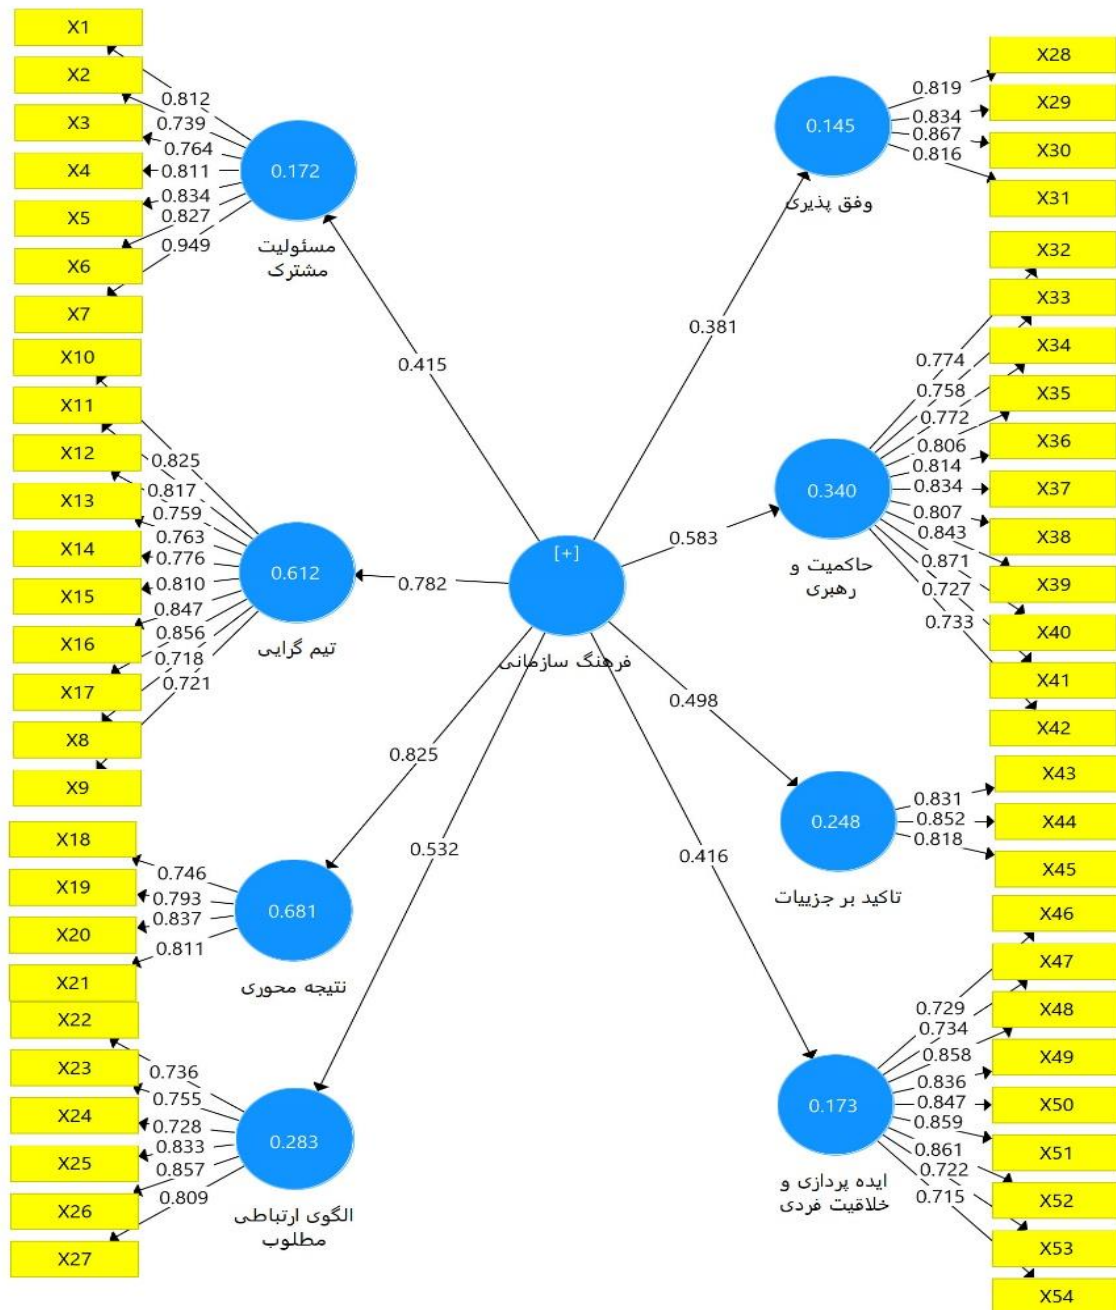 X1
X2
X3
X4
X5
X6
X7
0.812
0.739
0.764
0.811
0.834
0.827
0.949
0.172
مسئولیت
مشترک
0.415
X10
X11
X12
X13
X14
X15
X16
X17
X8
X9
0.825
0.817
0.759
0.763
0.776
0.810
0.847
0.856
0.718
0.721
0.612
تیم گرایی
0.782
X18
X19
X20
X21
0.746
0.793
0.837
0.811
0.681
نتیجه محوری
0.825
X22
X23
X24
X25
X26
X27
0.736
0.755
0.728
0.833
0.857
0.809
0.283
الگوی ارتباطی
مطلوب
0.532
[+]
فرهنگ سازمانی
0.381
0.145
وفق پذیری
0.819
0.834
0.867
0.816
X28
X29
X30
X31
0.583
0.340
حاکمیت و
رهبری
0.774
0.758
0.772
0.806
0.814
0.834
0.807
0.843
0.871
0.727
0.733
X32
X33
X34
X35
X36
X37
X38
X39
X40
X41
X42
0.498
0.248
تاکید بر جزییات
0.831
0.852
0.818
X43
X44
X45
0.416
0.173
ایده پردازی و
خلاقیت فردی
0.729
0.734
0.858
0.836
0.847
0.859
0.861
0.722
0.715
X46
X47
X48
X49
X50
X51
X52
X53
X54